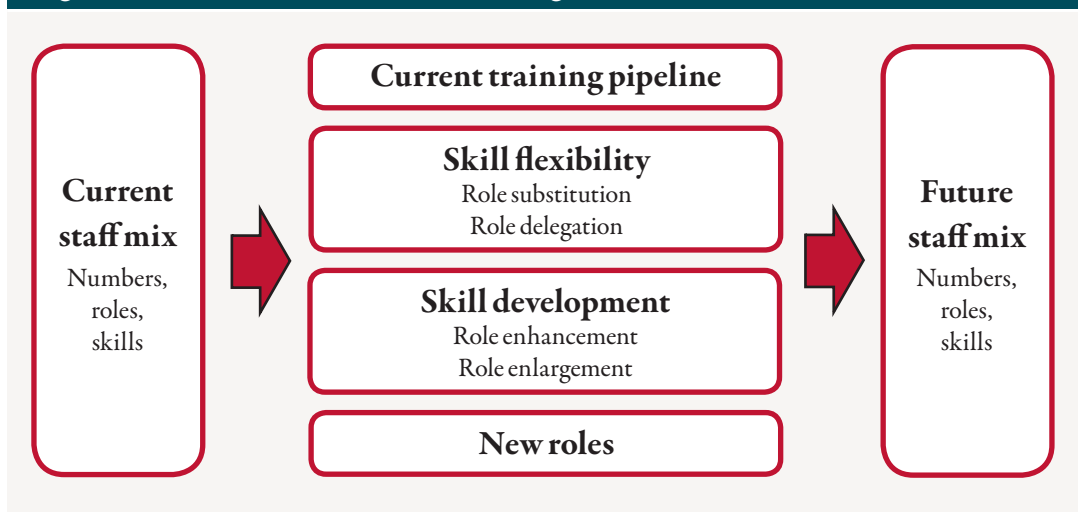 Current
staff mix
Numbers,
roles,
skills
Current training pipeline
Skill flexibility
Role substitution
Role delegation
Skill development
Role enhancement
Role enlargement
New roles
Future
staff mix
Numbers,
roles,
skills